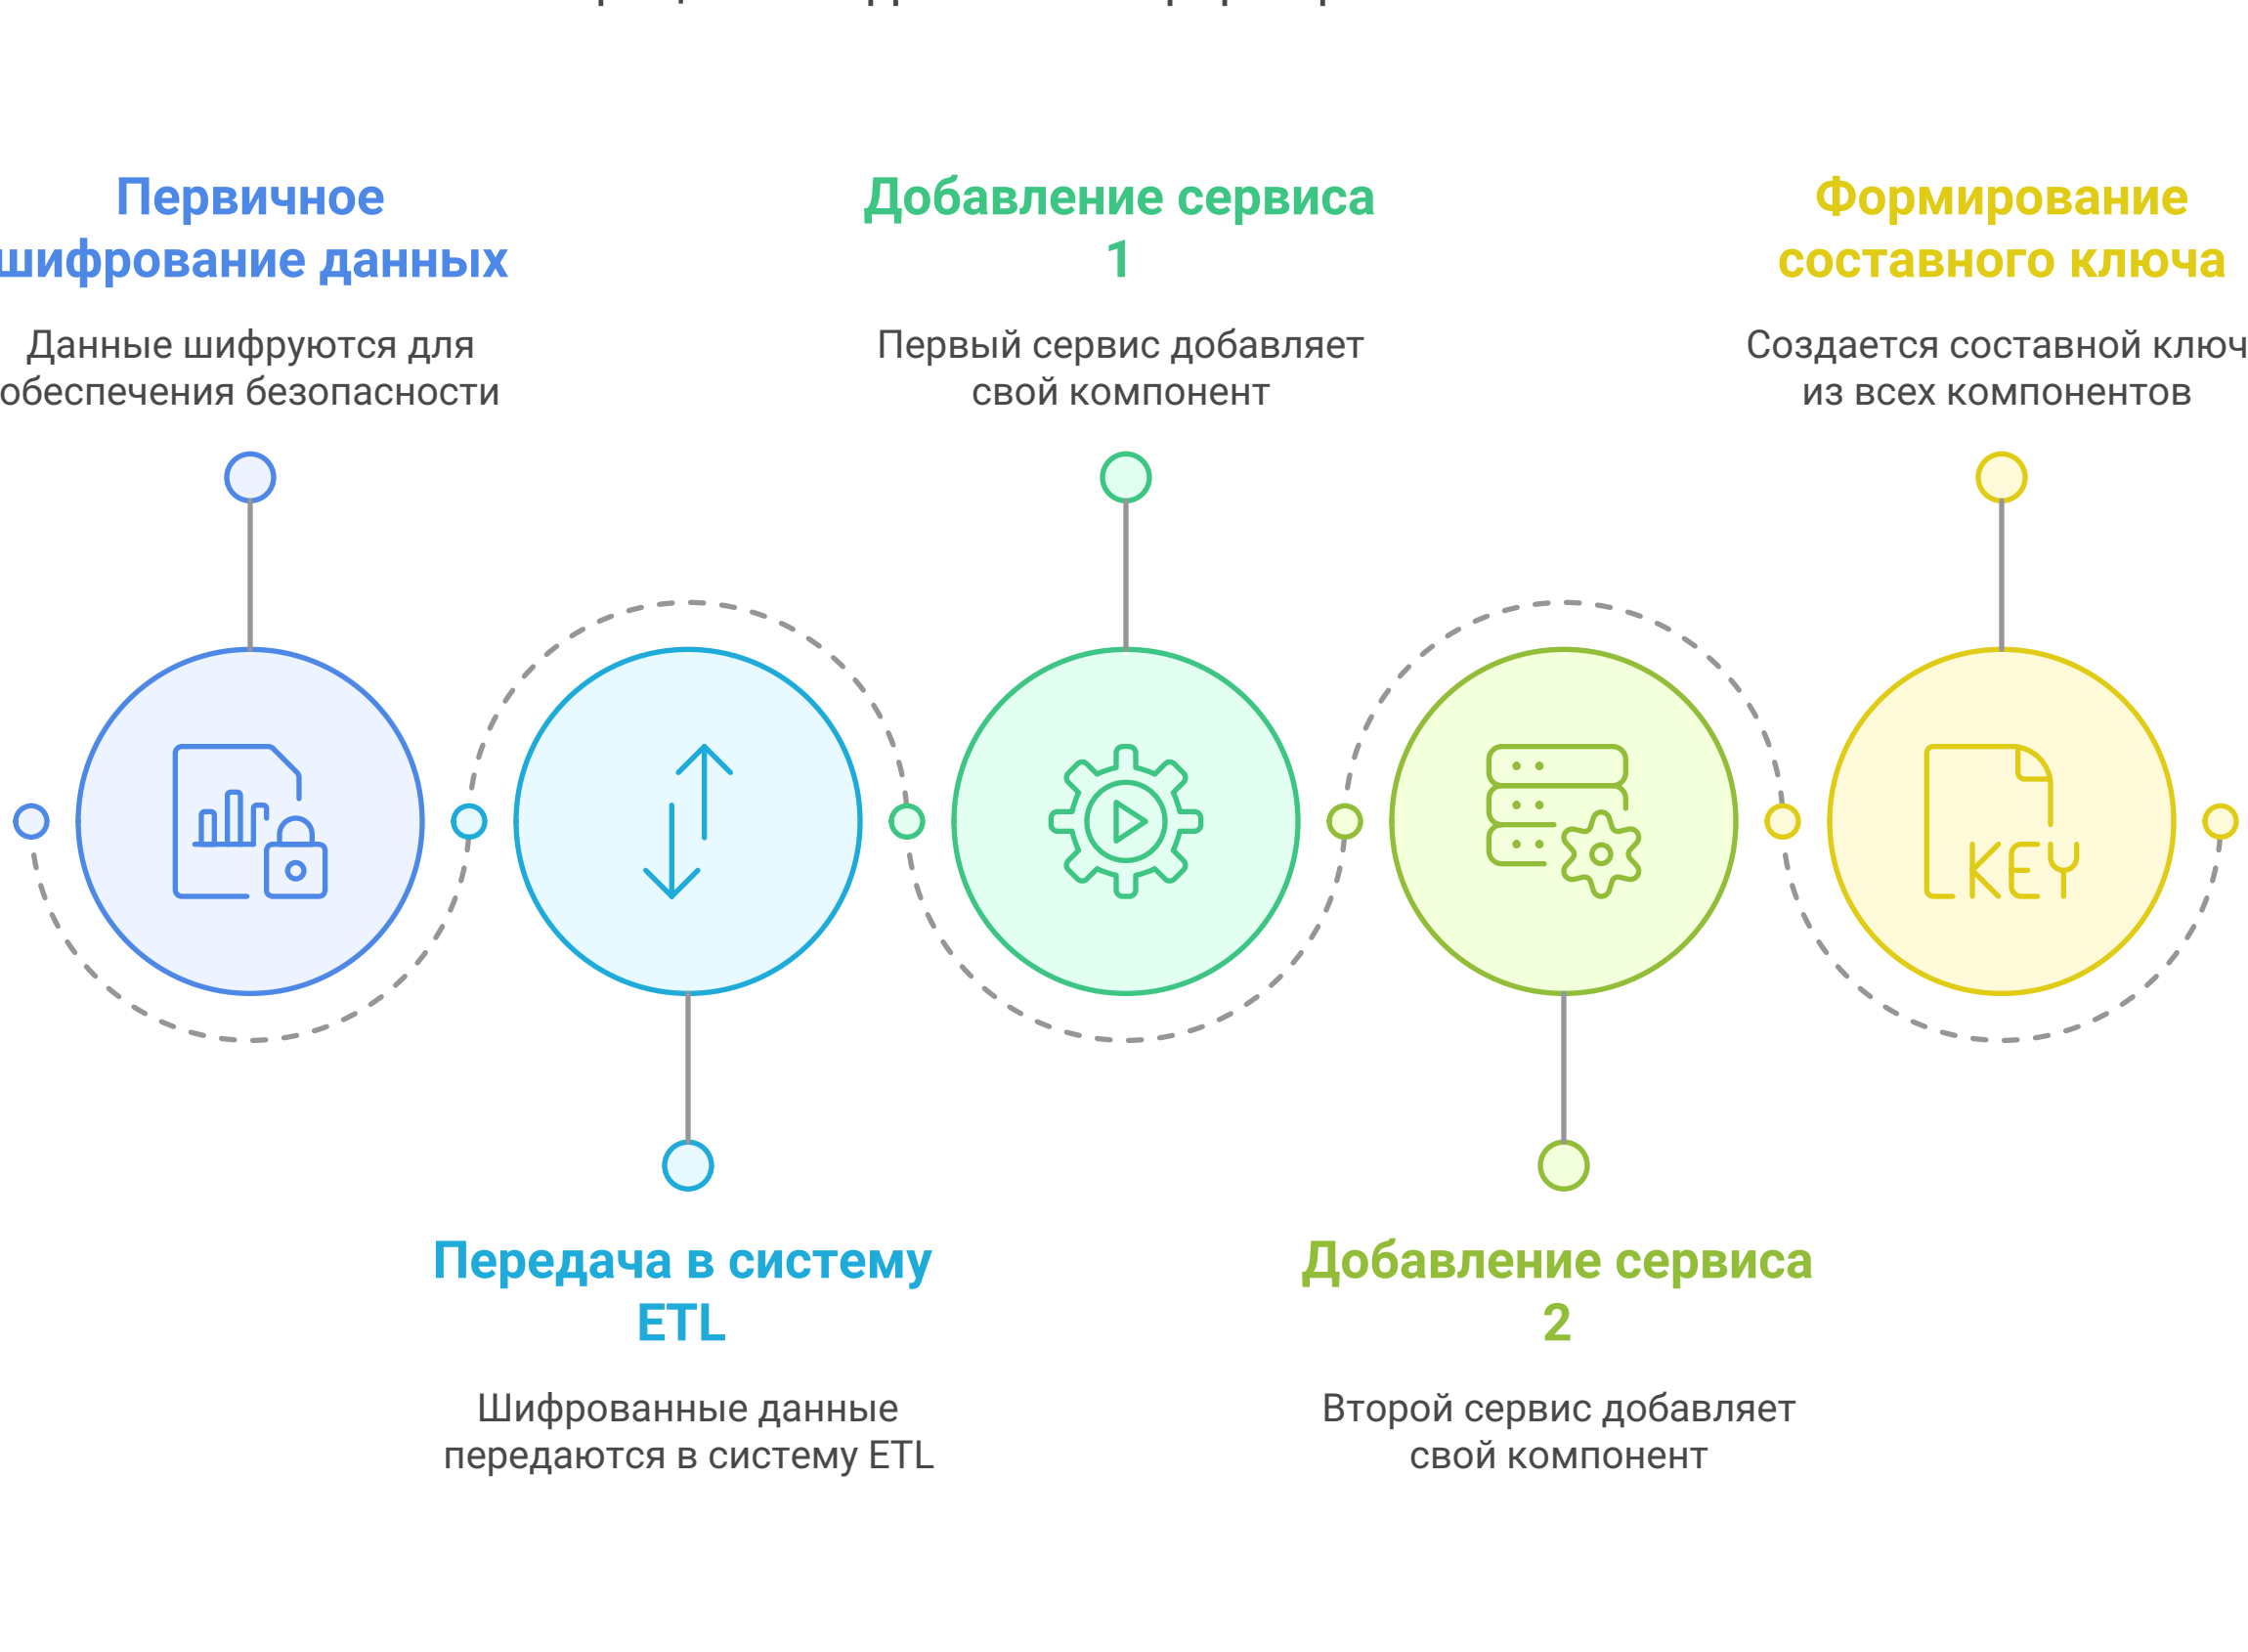 Первичное
шифрование данных
Данные шифруются для
обеспечения безопасности
Передача в систему
ETL
Шифрованные данные
передаются в систему ETL
Добавление сервиса
1
Первый сервис добавляет
свой компонент
Добавление сервиса
2
Второй сервис добавляет
свой компонент
Формирование
составного ключа
Создается составной ключ
из всех компонентов
KEY